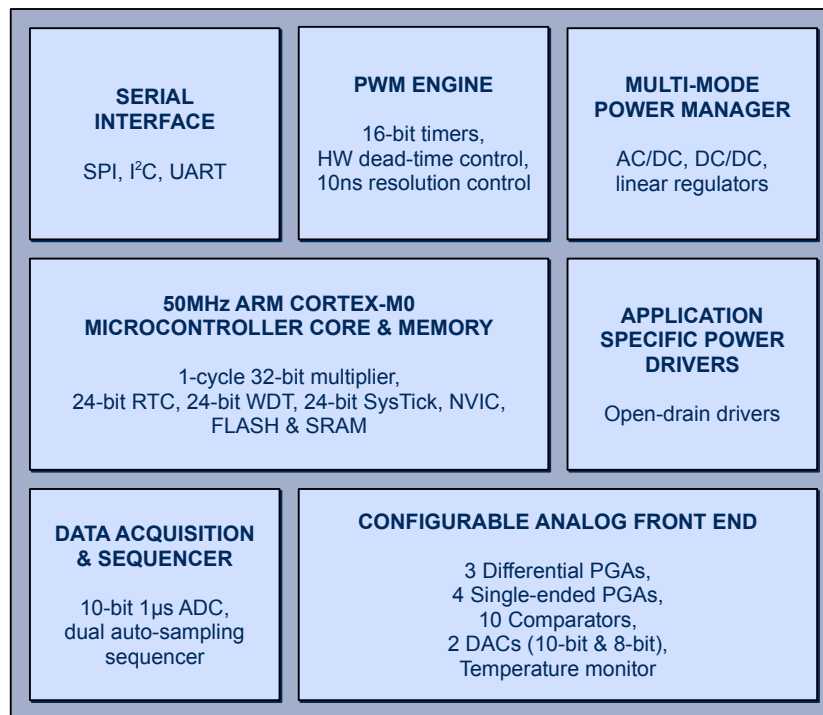 SERIAL
INTERFACE
SPI, I²C, UART
PWM ENGINE
16-bit timers,
HW dead-time control,
10ns resolution control
MULTI-MODE
POWER MANAGER
AC/DC, DC/DC,
linear regulators
50MHz ARM CORTEX-M0
MICROCONTROLLER CORE & MEMORY
1-cycle 32-bit multiplier,
24-bit RTC, 24-bit WDT, 24-bit SysTick, NVIC,
FLASH & SRAM
APPLICATION
SPECIFIC POWER
DRIVERS
Open-drain drivers
DATA ACQUISITION
& SEQUENCER
10-bit 1µs ADC,
dual auto-sampling
sequencer
CONFIGURABLE ANALOG FRONT END
3 Differential PGAs,
4 Single-ended PGAs,
10 Comparators,
2 DACs (10-bit & 8-bit),
Temperature monitor